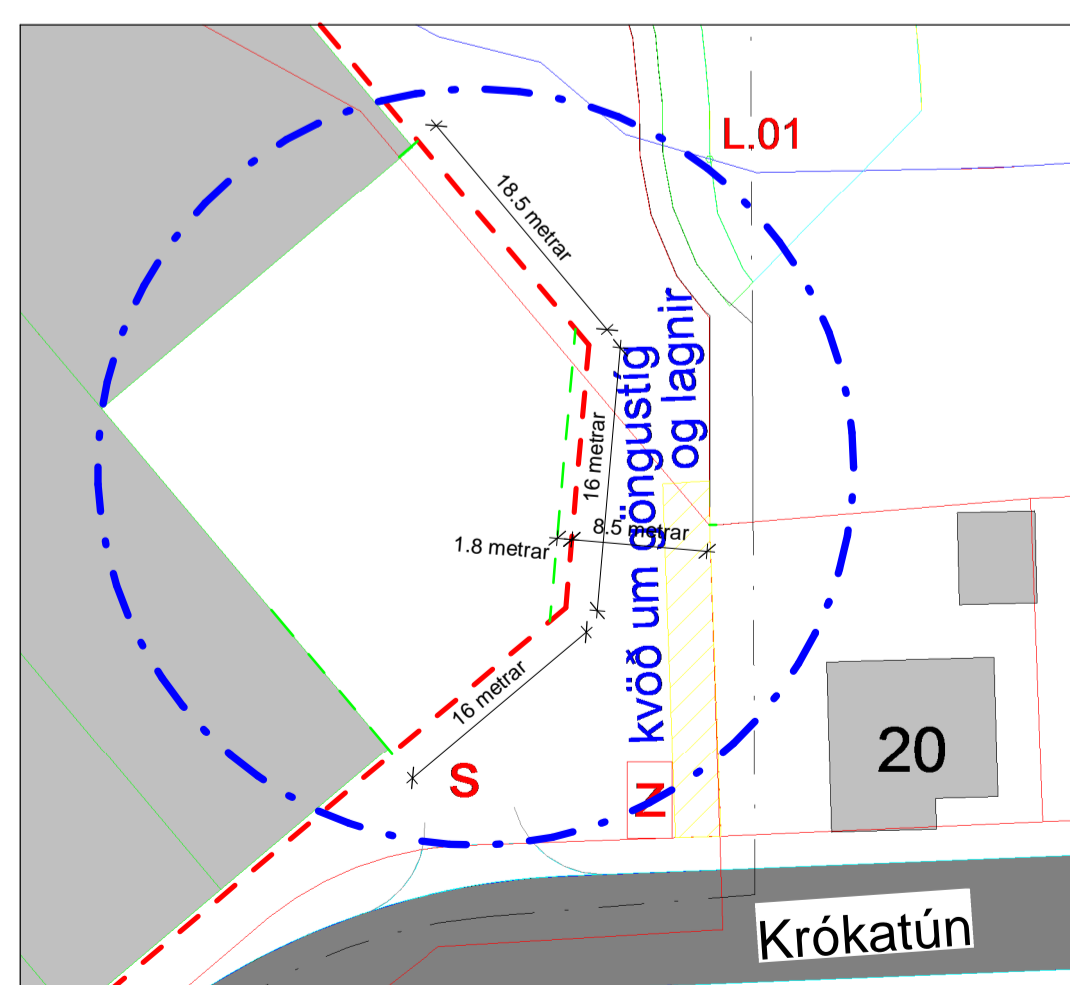 L.01
18.5 metrar
kvöð um göngustíg
og lagnir
16 metrar
8.5 metrar
1.8 metrar
16 metrar
S
N
20
Krókatún